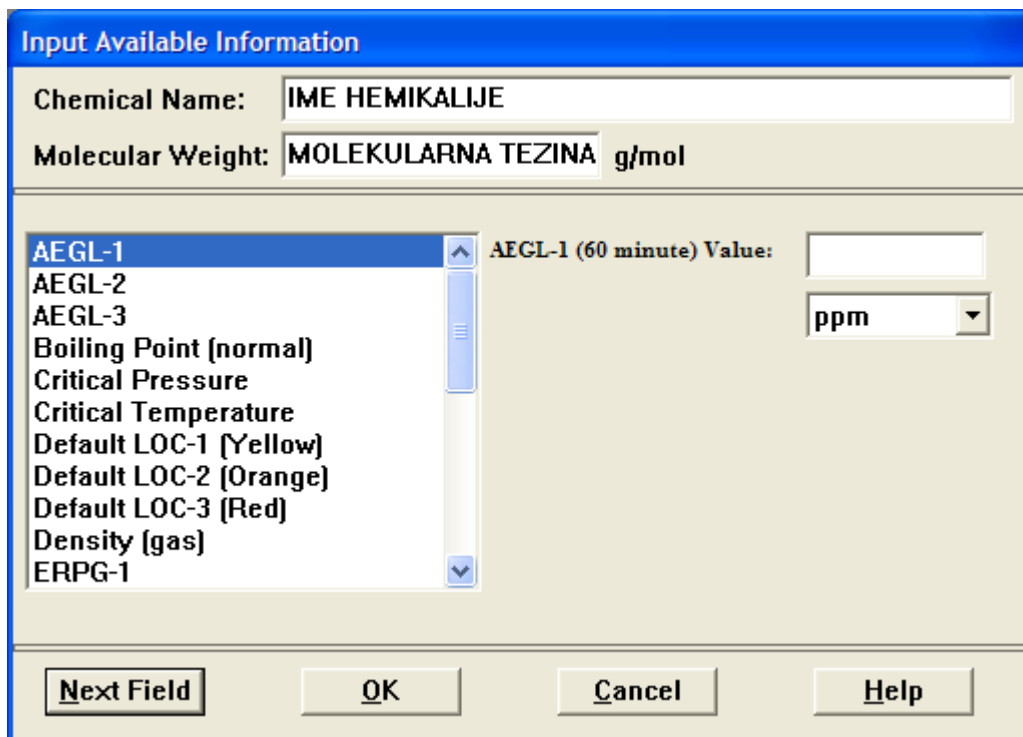 Input Available Information
Chemical Name: IME HEMIKALIJE
Molecular Weight: MOLEKULARNA TEZINA g/mol
AEGL-1
AEGL-2
AEGL-3
Boiling Point (normal)
Critical Pressure
Critical Temperature
Default LOC-1 (Yellow)
Default LOC-2 (Orange)
Default LOC-3 (Red)
Density (gas)
ERPG-1
AEGL-1 (60 minute) Value:
ppm
Next Field OK Cancel Help